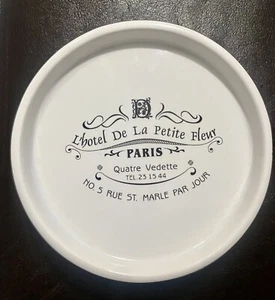 L'hotel De La Petite Fleur
PARIS
Quatre Vedette
TEL.25 15 44
NO. 5 RUE ST. MARLE PAR JOUR